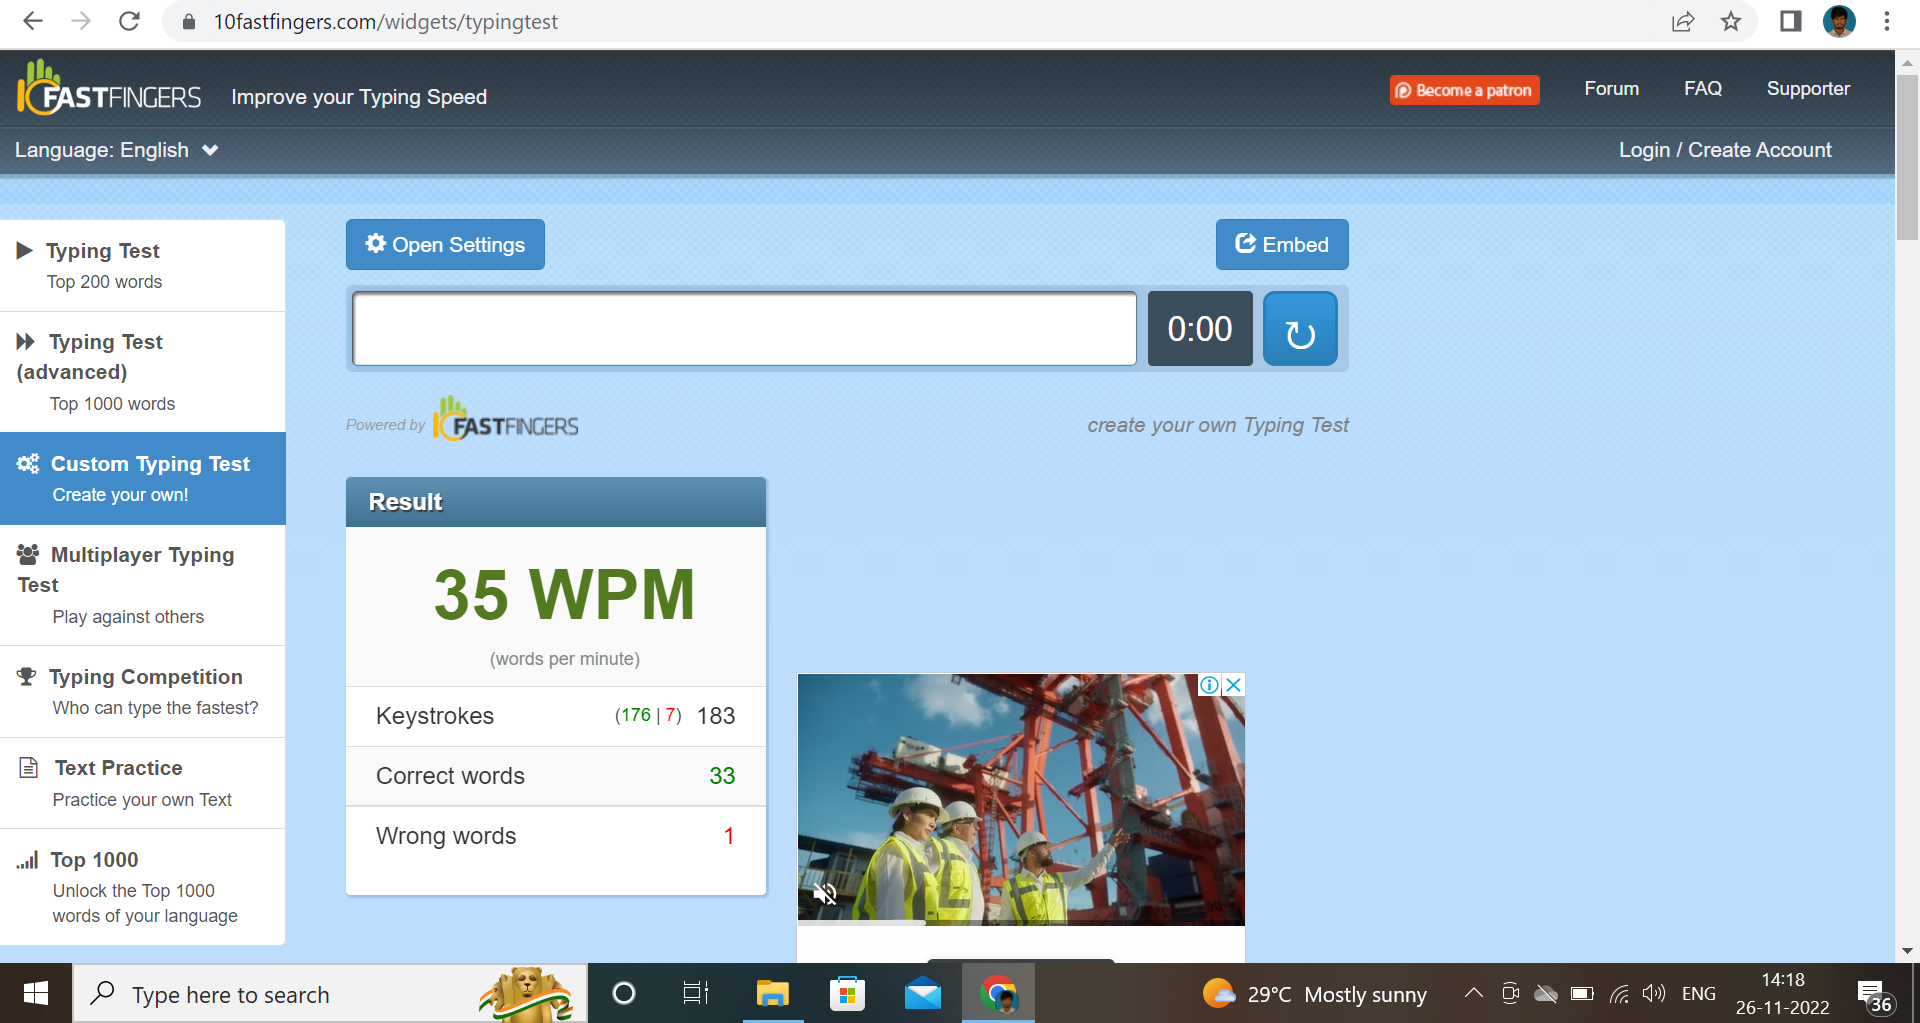 10fastfingers.com/widgets/typingtest
10FASTFINGERS Improve your Typing Speed
Become a patron Forum FAQ Supporter
Language: English Login / Create Account
Typing Test
Top 200 words
Typing Test
(advanced)
Top 1000 words
Custom Typing Test
Create your own!
Multiplayer Typing
Test
Play against others
Typing Competition
Who can type the fastest?
Text Practice
Practice your own Text
Top 1000
Unlock the Top 1000
words of your language
Open Settings Embed
0:00
Powered by 10FASTFINGERS create your own Typing Test
Result
35 WPM
(words per minute)
Keystrokes (176 | 7) 183
Correct words 33
Wrong words 1
Type here to search
29°C Mostly sunny
ENG
14:18
26-11-2022
36